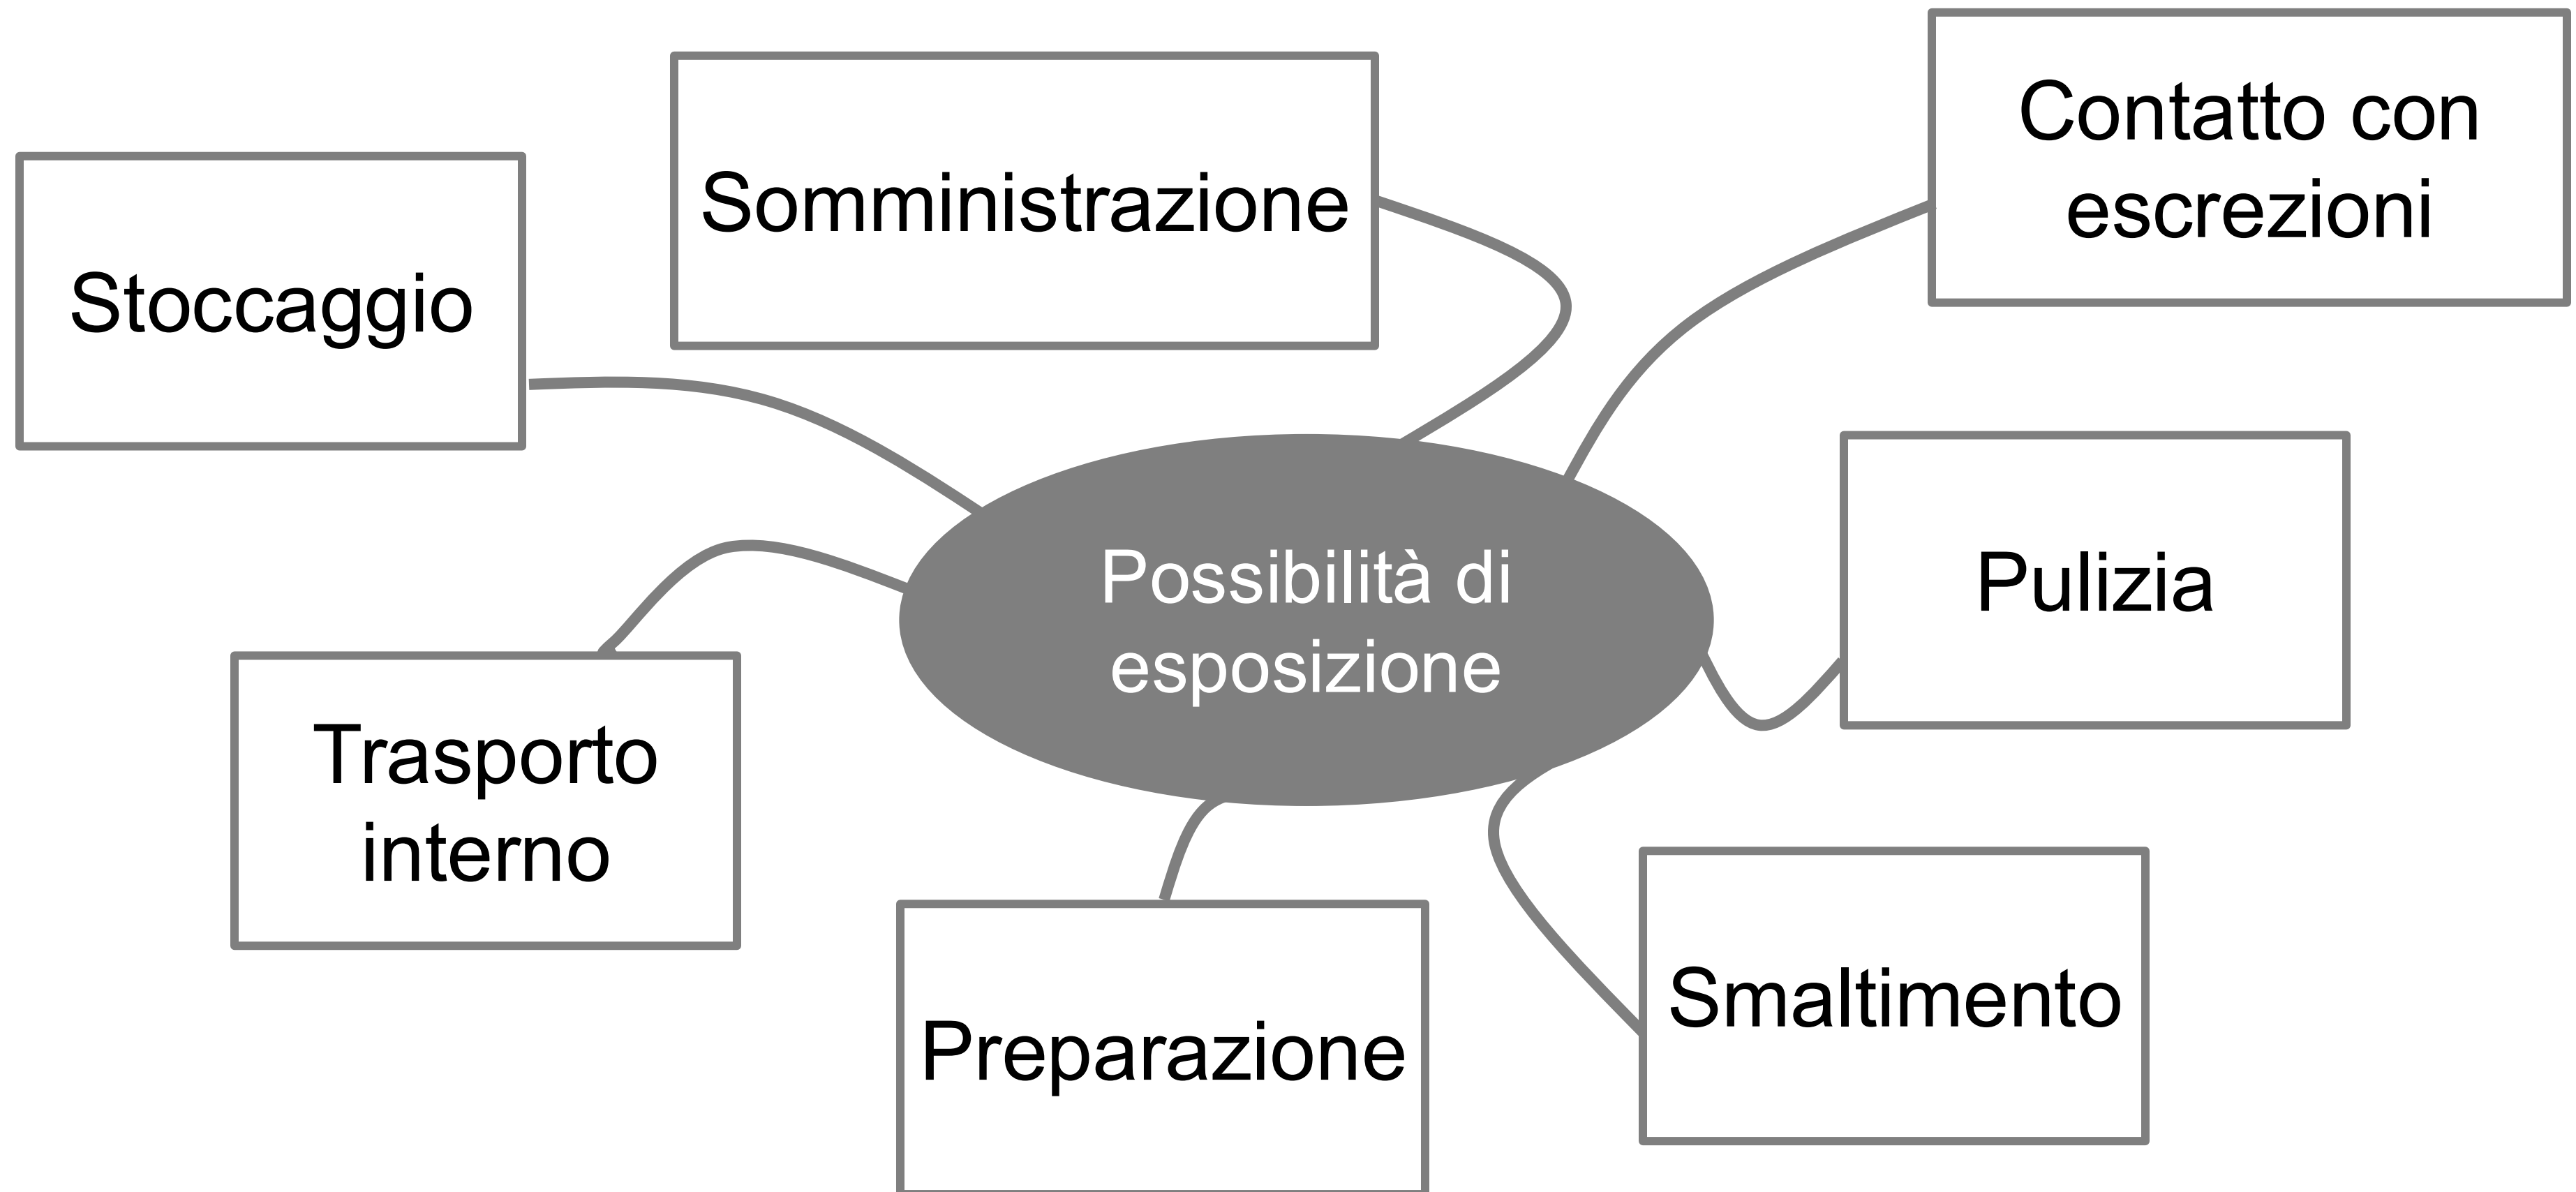 Somministrazione
Contatto con
escrezioni
Stoccaggio
Possibilità di
esposizione
Pulizia
Trasporto
interno
Preparazione
Smaltimento